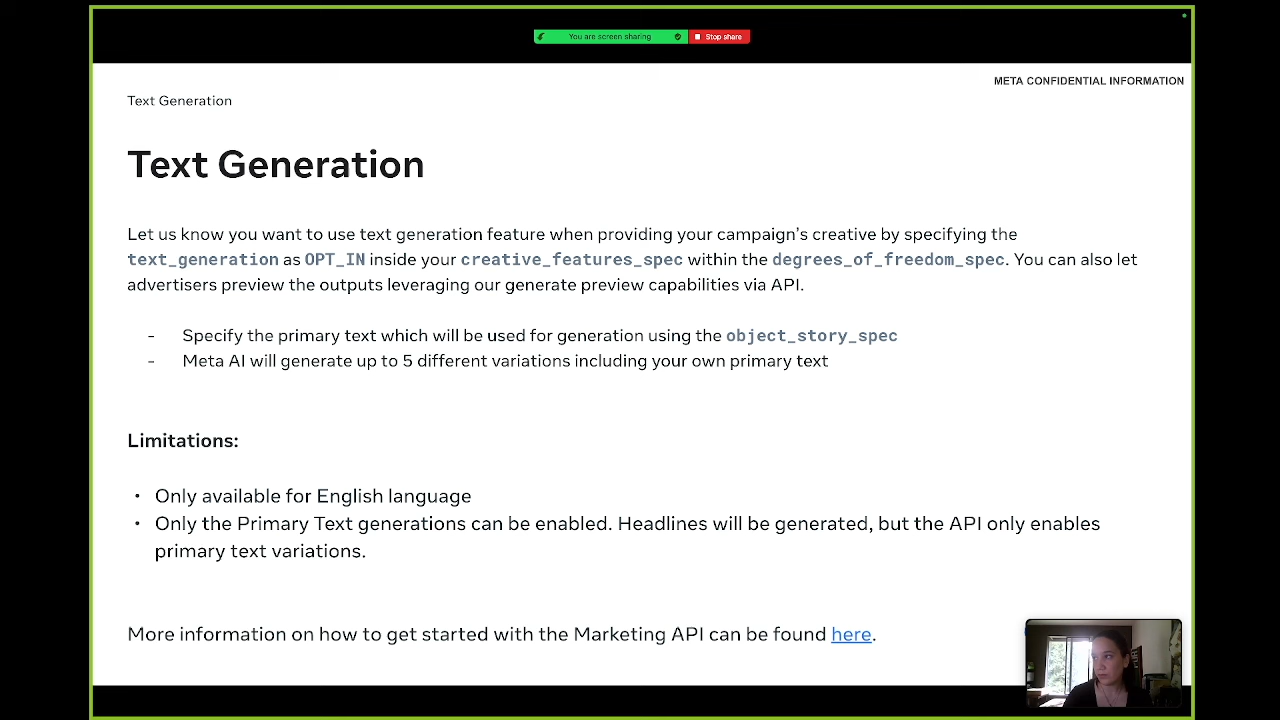 You are screen sharing
Stop share
META CONFIDENTIAL INFORMATION
Text Generation
Text Generation
Let us know you want to use text generation feature when providing your campaign’s creative by specifying the
text_generation as OPT_IN inside your creative_features_spec within the degrees_of_freedom_spec. You can also let
advertisers preview the outputs leveraging our generate preview capabilities via API.
- Specify the primary text which will be used for generation using the object_story_spec
- Meta AI will generate up to 5 different variations including your own primary text
Limitations:
• Only available for English language
• Only the Primary Text generations can be enabled. Headlines will be generated, but the API only enables
primary text variations.
More information on how to get started with the Marketing API can be found here.